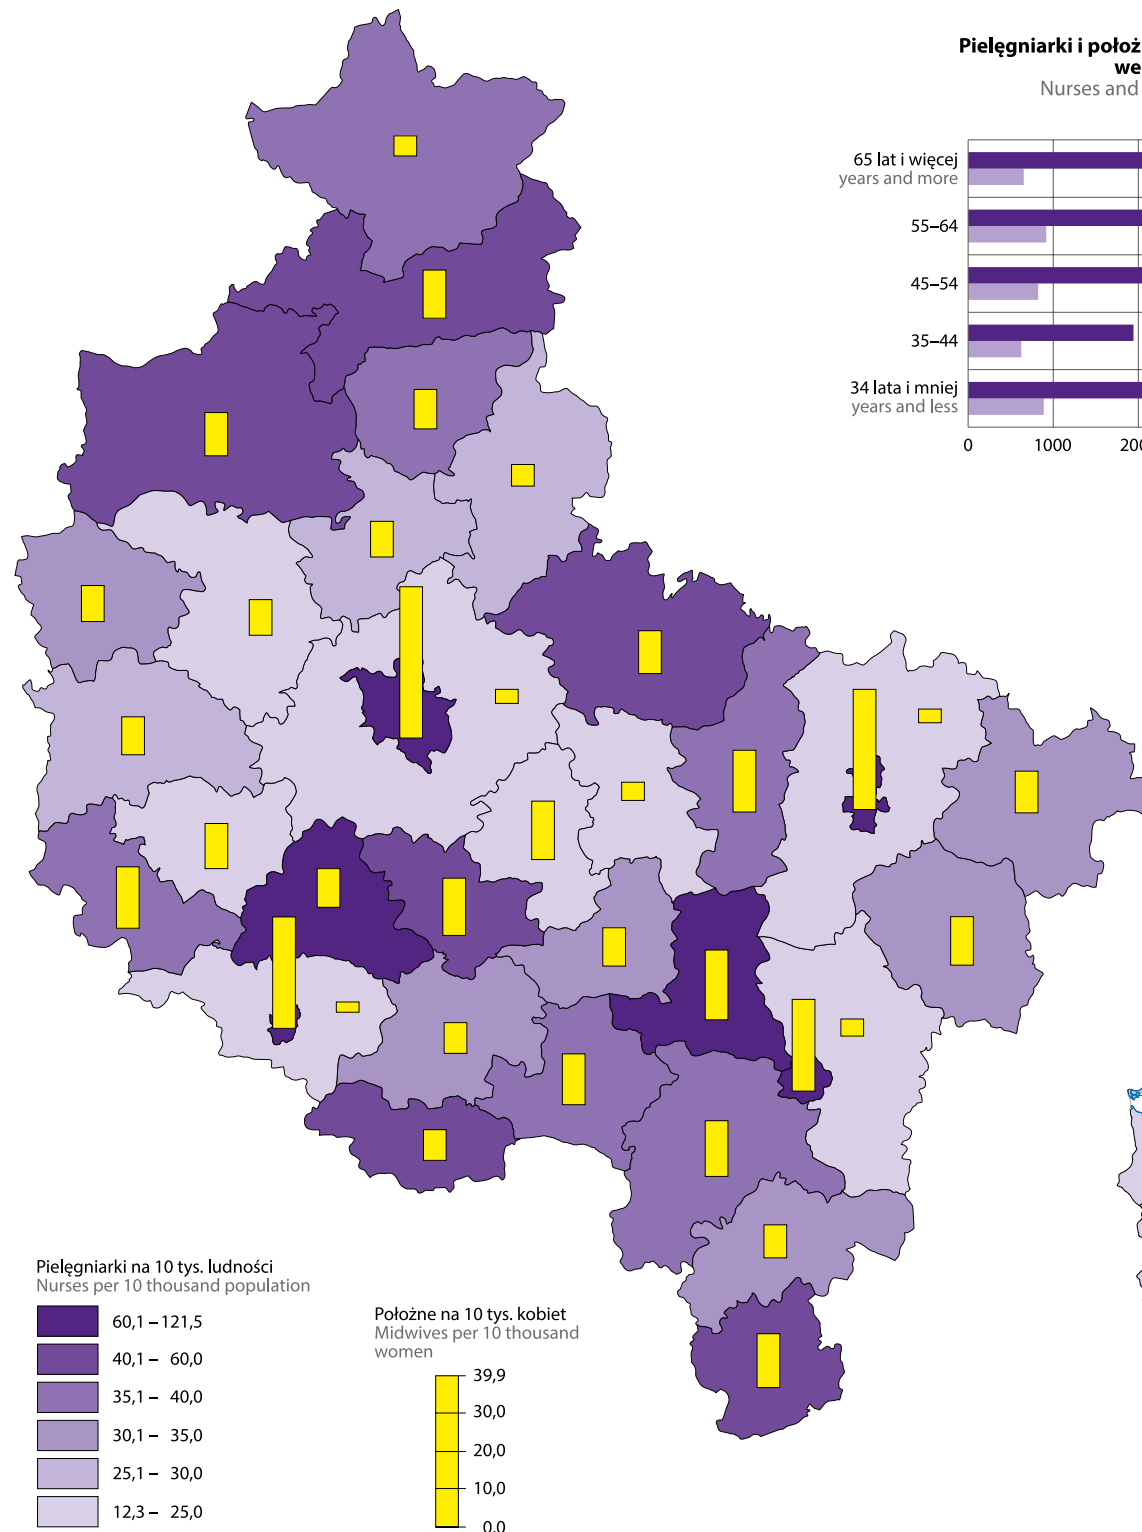 Pielęgniarki i położ
we
Nurses and
65 lat i więcej
years and more
55–64
45–54
35–44
34 lata i mniej
years and less
0 1000 200
Pielęgniarki na 10 tys. ludności
Nurses per 10 thousand population
60,1 – 121,5
40,1 – 60,0
35,1 – 40,0
30,1 – 35,0
25,1 – 30,0
12,3 – 25,0
Położne na 10 tys. kobiet
Midwives per 10 thousand
women
39,9
30,0
20,0
10,0
0,0